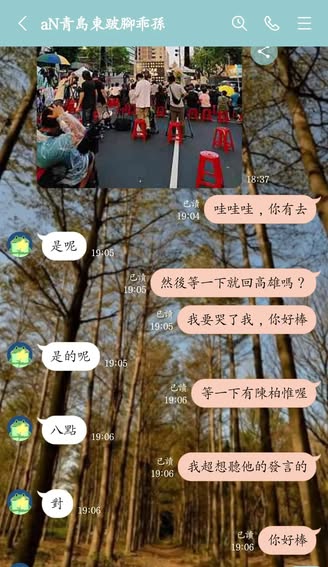 aN青島東跛腳乖孫
18:37
已讀
19:04
哇哇哇，你有去
是呢
19:05
已讀
19:05
然後等一下就回高雄嗎？
已讀
19:05
我要哭了我，你好棒
是的呢
19:05
已讀
19:06
等一下有陳柏惟喔
八點
19:06
已讀
19:06
我超想聽他的發言的
對
19:06
已讀
19:06
你好棒